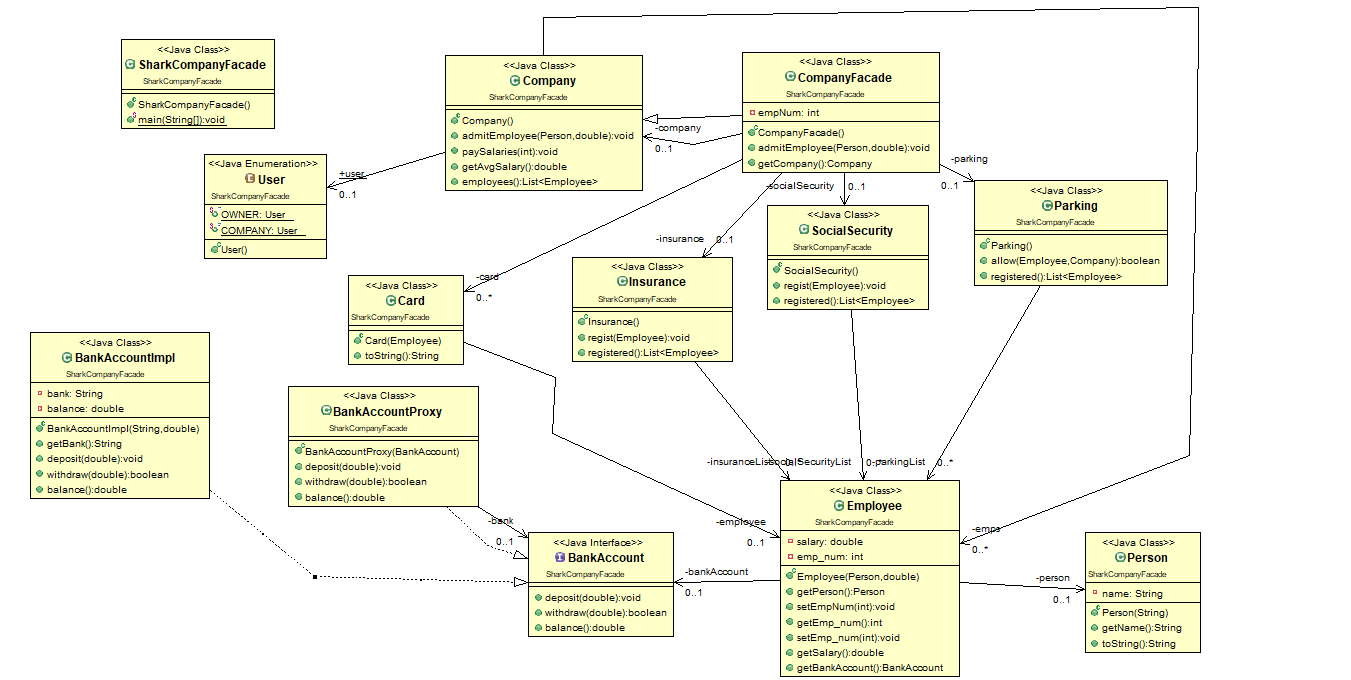 <<Java Class>>
SharkCompanyFacade
SharkCompanyFacade
SharkCompanyFacade()
main(String[]):void
<<Java Class>>
Company
SharkCompanyFacade
Company()
admitEmployee(Person,double):void
paySalaries(int):void
getAvgSalary():double
employees():List<Employee>
<<Java Class>>
CompanyFacade
SharkCompanyFacade
empNum: int
CompanyFacade()
admitEmployee(Person,double):void
getCompany():Company
-company
0..1
<<Java Enumeration>>
User
SharkCompanyFacade
OWNER: User
COMPANY: User
User()
+user
0..1
-parking
0..1
-socialSecurity
0..1
-insurance
0..1
-card
0..*
<<Java Class>>
Parking
SharkCompanyFacade
Parking()
allow(Employee,Company):boolean
registered():List<Employee>
<<Java Class>>
SocialSecurity
SharkCompanyFacade
SocialSecurity()
regist(Employee):void
registered():List<Employee>
<<Java Class>>
Insurance
SharkCompanyFacade
Insurance()
regist(Employee):void
registered():List<Employee>
<<Java Class>>
Card
SharkCompanyFacade
Card(Employee)
toString():String
<<Java Class>>
BankAccountImpl
SharkCompanyFacade
bank: String
balance: double
BankAccountImpl(String,double)
getBank():String
deposit(double):void
withdraw(double):boolean
balance():double
<<Java Class>>
BankAccountProxy
SharkCompanyFacade
BankAccountProxy(BankAccount)
deposit(double):void
withdraw(double):boolean
balance():double
-bank
0..1
-parkingList
0..*
-employee
0..1
-emps
0..*
<<Java Class>>
Employee
SharkCompanyFacade
salary: double
emp_num: int
Employee(Person,double)
getPerson():Person
setEmpNum(int):void
getEmp_num():int
setEmp_num(int):void
getSalary():double
getBankAccount():BankAccount
<<Java Interface>>
BankAccount
SharkCompanyFacade
deposit(double):void
withdraw(double):boolean
balance():double
-bankAccount
0..1
-person
0..1
<<Java Class>>
Person
SharkCompanyFacade
name: String
Person(String)
getName():String
toString():String